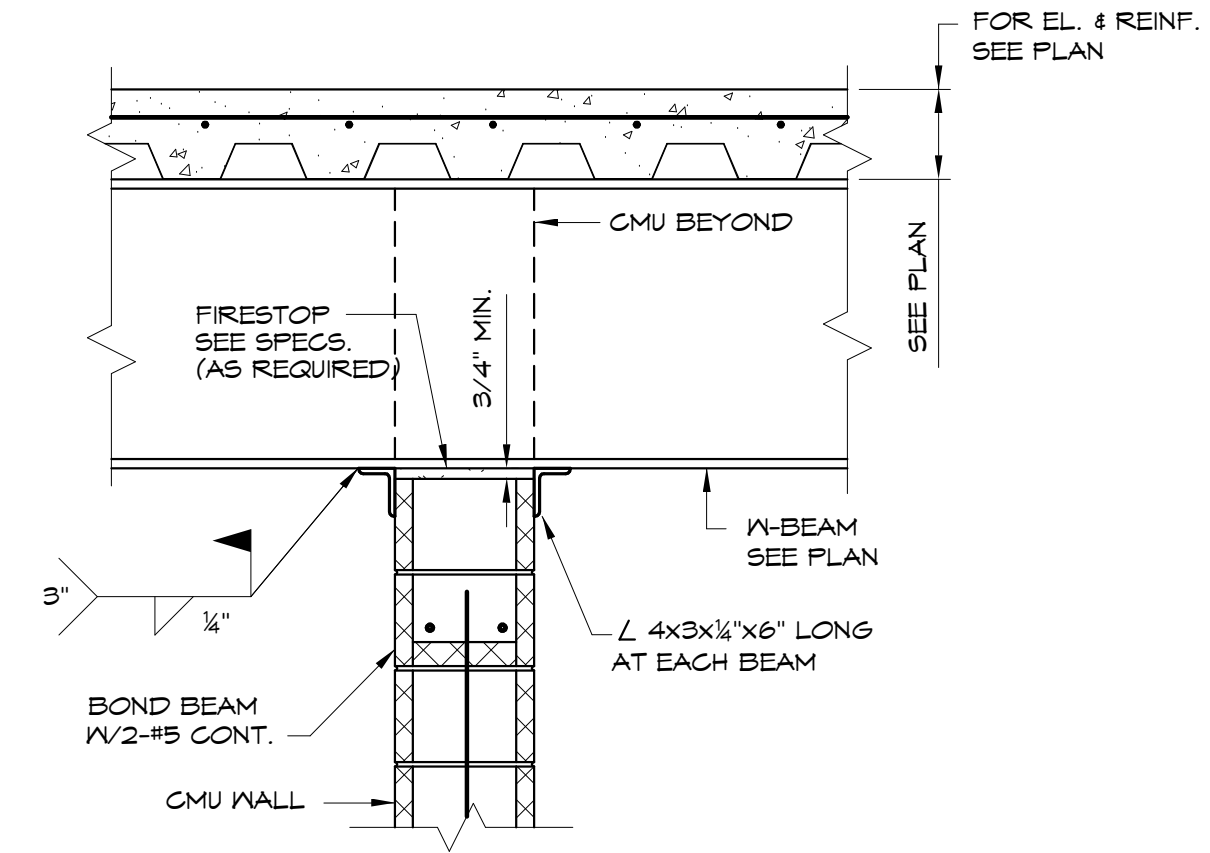 FOR EL. & REINF.
SEE PLAN
CMU BEYOND
SEE PLAN
FIRESTOP
SEE SPECS.
(AS REQUIRED)
3/4" MIN.
W-BEAM
SEE PLAN
3"
1/4"
∠ 4x3x1/4"x6" LONG
AT EACH BEAM
BOND BEAM
W/2-#5 CONT.
CMU WALL